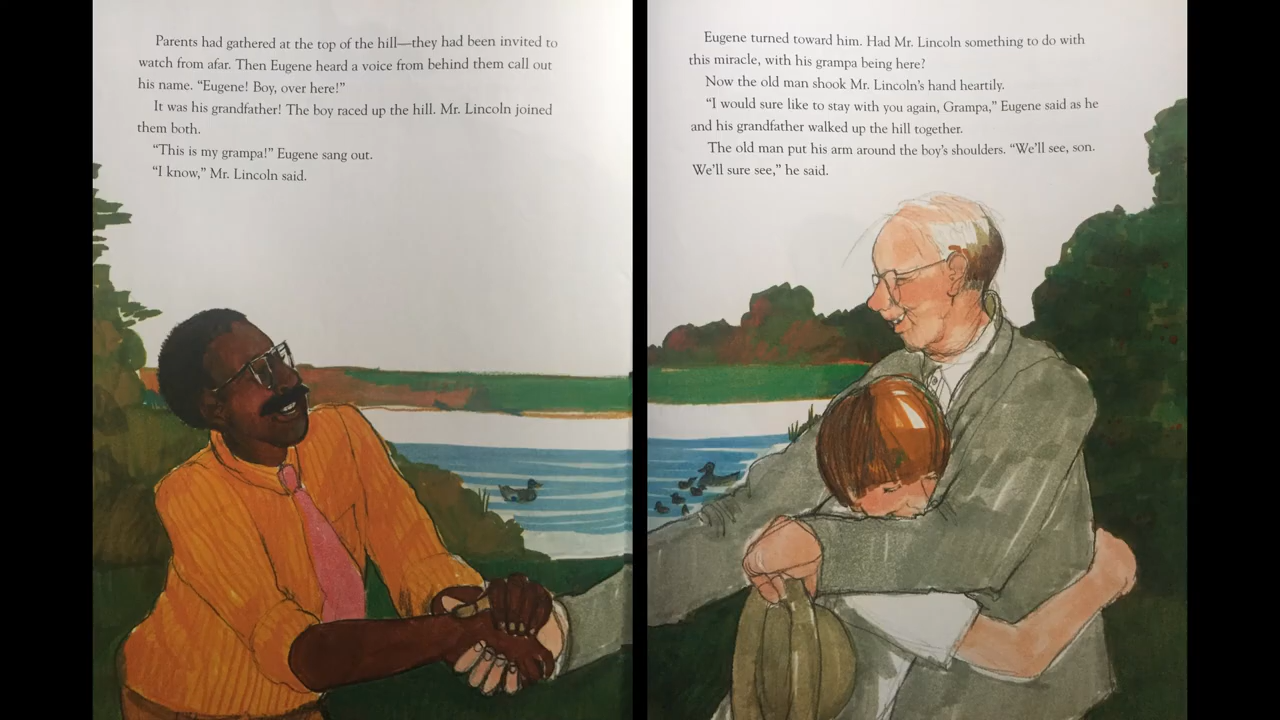 Parents had gathered at the top of the hill—they had been invited to
watch from afar. Then Eugene heard a voice from behind them call out
his name. “Eugene! Boy, over here!”
It was his grandfather! The boy raced up the hill. Mr. Lincoln joined
them both.
“This is my grampa!” Eugene sang out.
“I know,” Mr. Lincoln said.
Eugene turned toward him. Had Mr. Lincoln something to do with
this miracle, with his grampa being here?
Now the old man shook Mr. Lincoln’s hand heartily.
“I would sure like to stay with you again, Grampa,” Eugene said as he
and his grandfather walked up the hill together.
The old man put his arm around the boy’s shoulders. “We’ll see, son.
We’ll sure see,” he said.